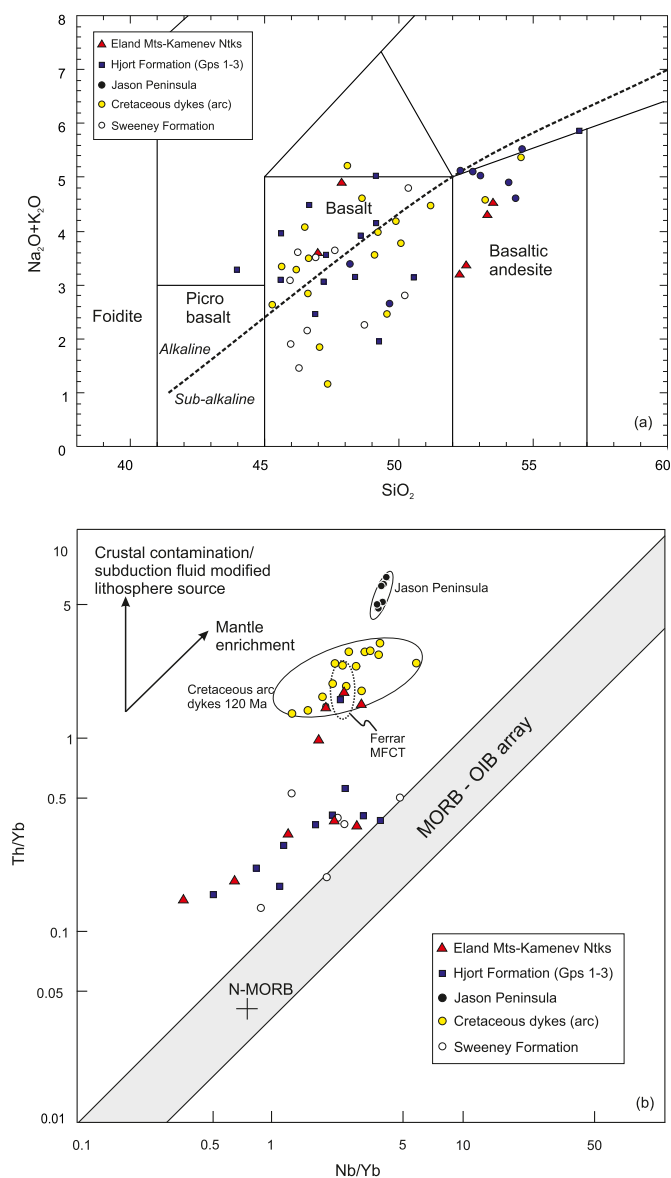 8
7
6
5
4
3
2
1
0
Na2O+K2O
Eland Mts-Kamenev Ntks
Hjort Formation (Gps 1-3)
Jason Peninsula
Cretaceous dykes (arc)
Sweeney Formation
Basalt
Basaltic
andesite
Picro
basalt
Foidite
Alkaline
Sub-alkaline
(a)
40
45
50
55
60
SiO2
10
5
1
0.5
0.1
0.05
0.01
Th/Yb
Crustal contamination/
subduction fluid modified
lithosphere source
Mantle
enrichment
Jason Peninsula
Cretaceous arc
dykes 120 Ma
Ferrar
MFCT
MORB - OIB array
N-MORB
Eland Mts-Kamenev Ntks
Hjort Formation (Gps 1-3)
Jason Peninsula
Cretaceous dykes (arc)
Sweeney Formation
(b)
0.1
0.5
1
5
10
50
Nb/Yb